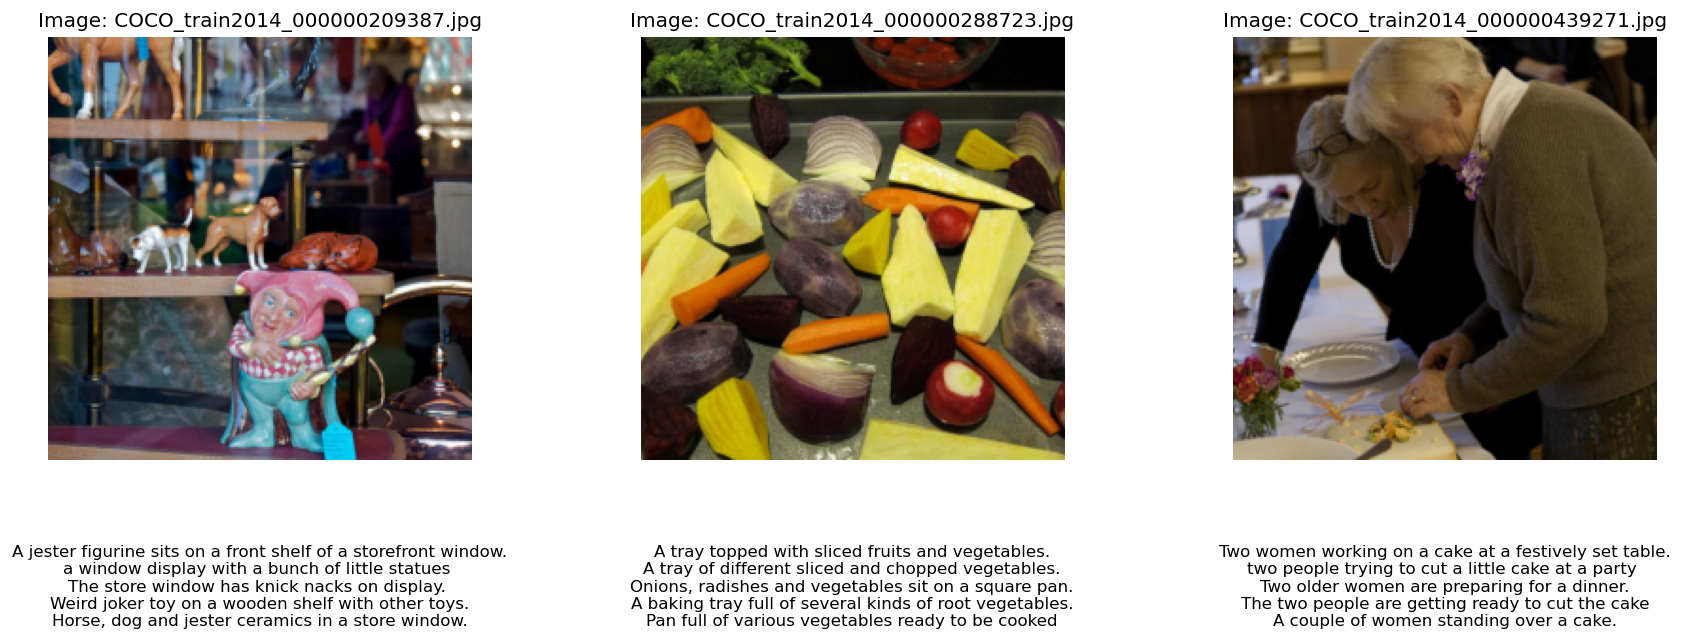 Image: COCO_train2014_000000209387.jpg
Image: COCO_train2014_000000288723.jpg
Image: COCO_train2014_000000439271.jpg
A jester figurine sits on a front shelf of a storefront window.
a window display with a bunch of little statues
The store window has knick nacks on display.
Weird joker toy on a wooden shelf with other toys.
Horse, dog and jester ceramics in a store window.
A tray topped with sliced fruits and vegetables.
A tray of different sliced and chopped vegetables.
Onions, radishes and vegetables sit on a square pan.
A baking tray full of several kinds of root vegetables.
Pan full of various vegetables ready to be cooked
Two women working on a cake at a festively set table.
two people trying to cut a little cake at a party
Two older women are preparing for a dinner.
The two people are getting ready to cut the cake
A couple of women standing over a cake.